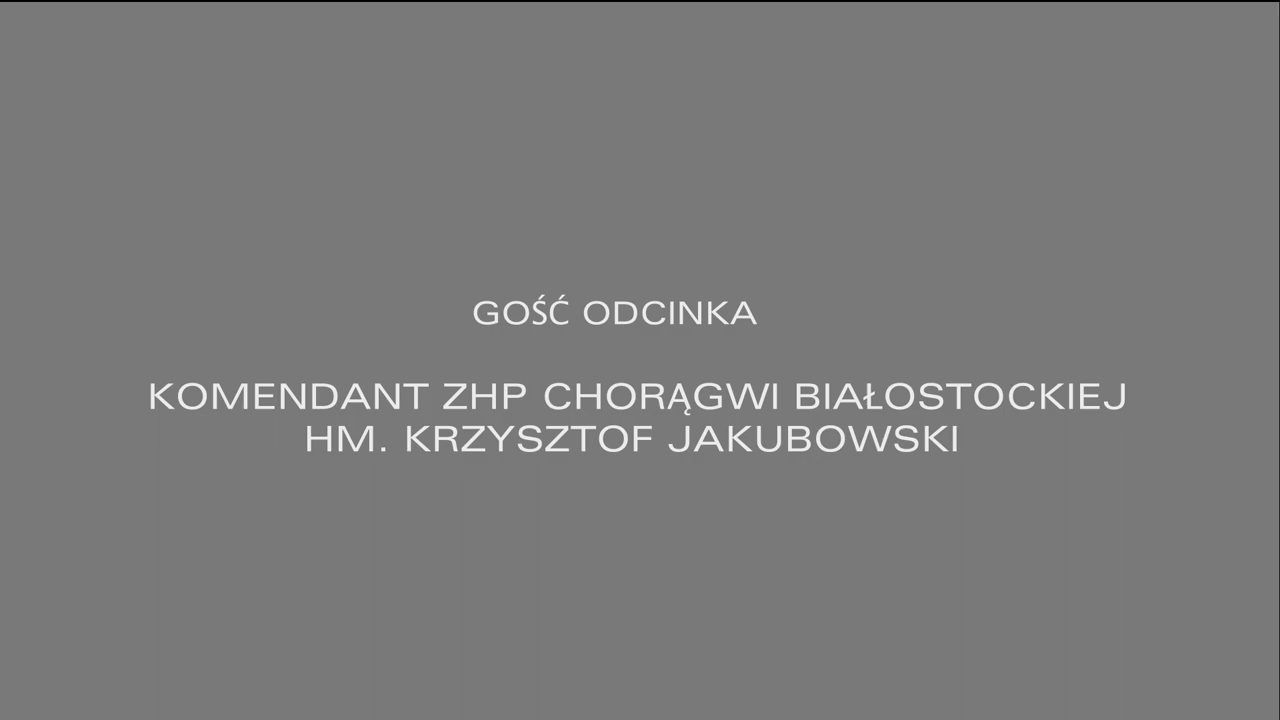 GOŚĆ ODCINKA
KOMENDANT ZHP CHORĄGWI BIAŁOSTOCKIEJ
HM. KRZYSZTOF JAKUBOWSKI